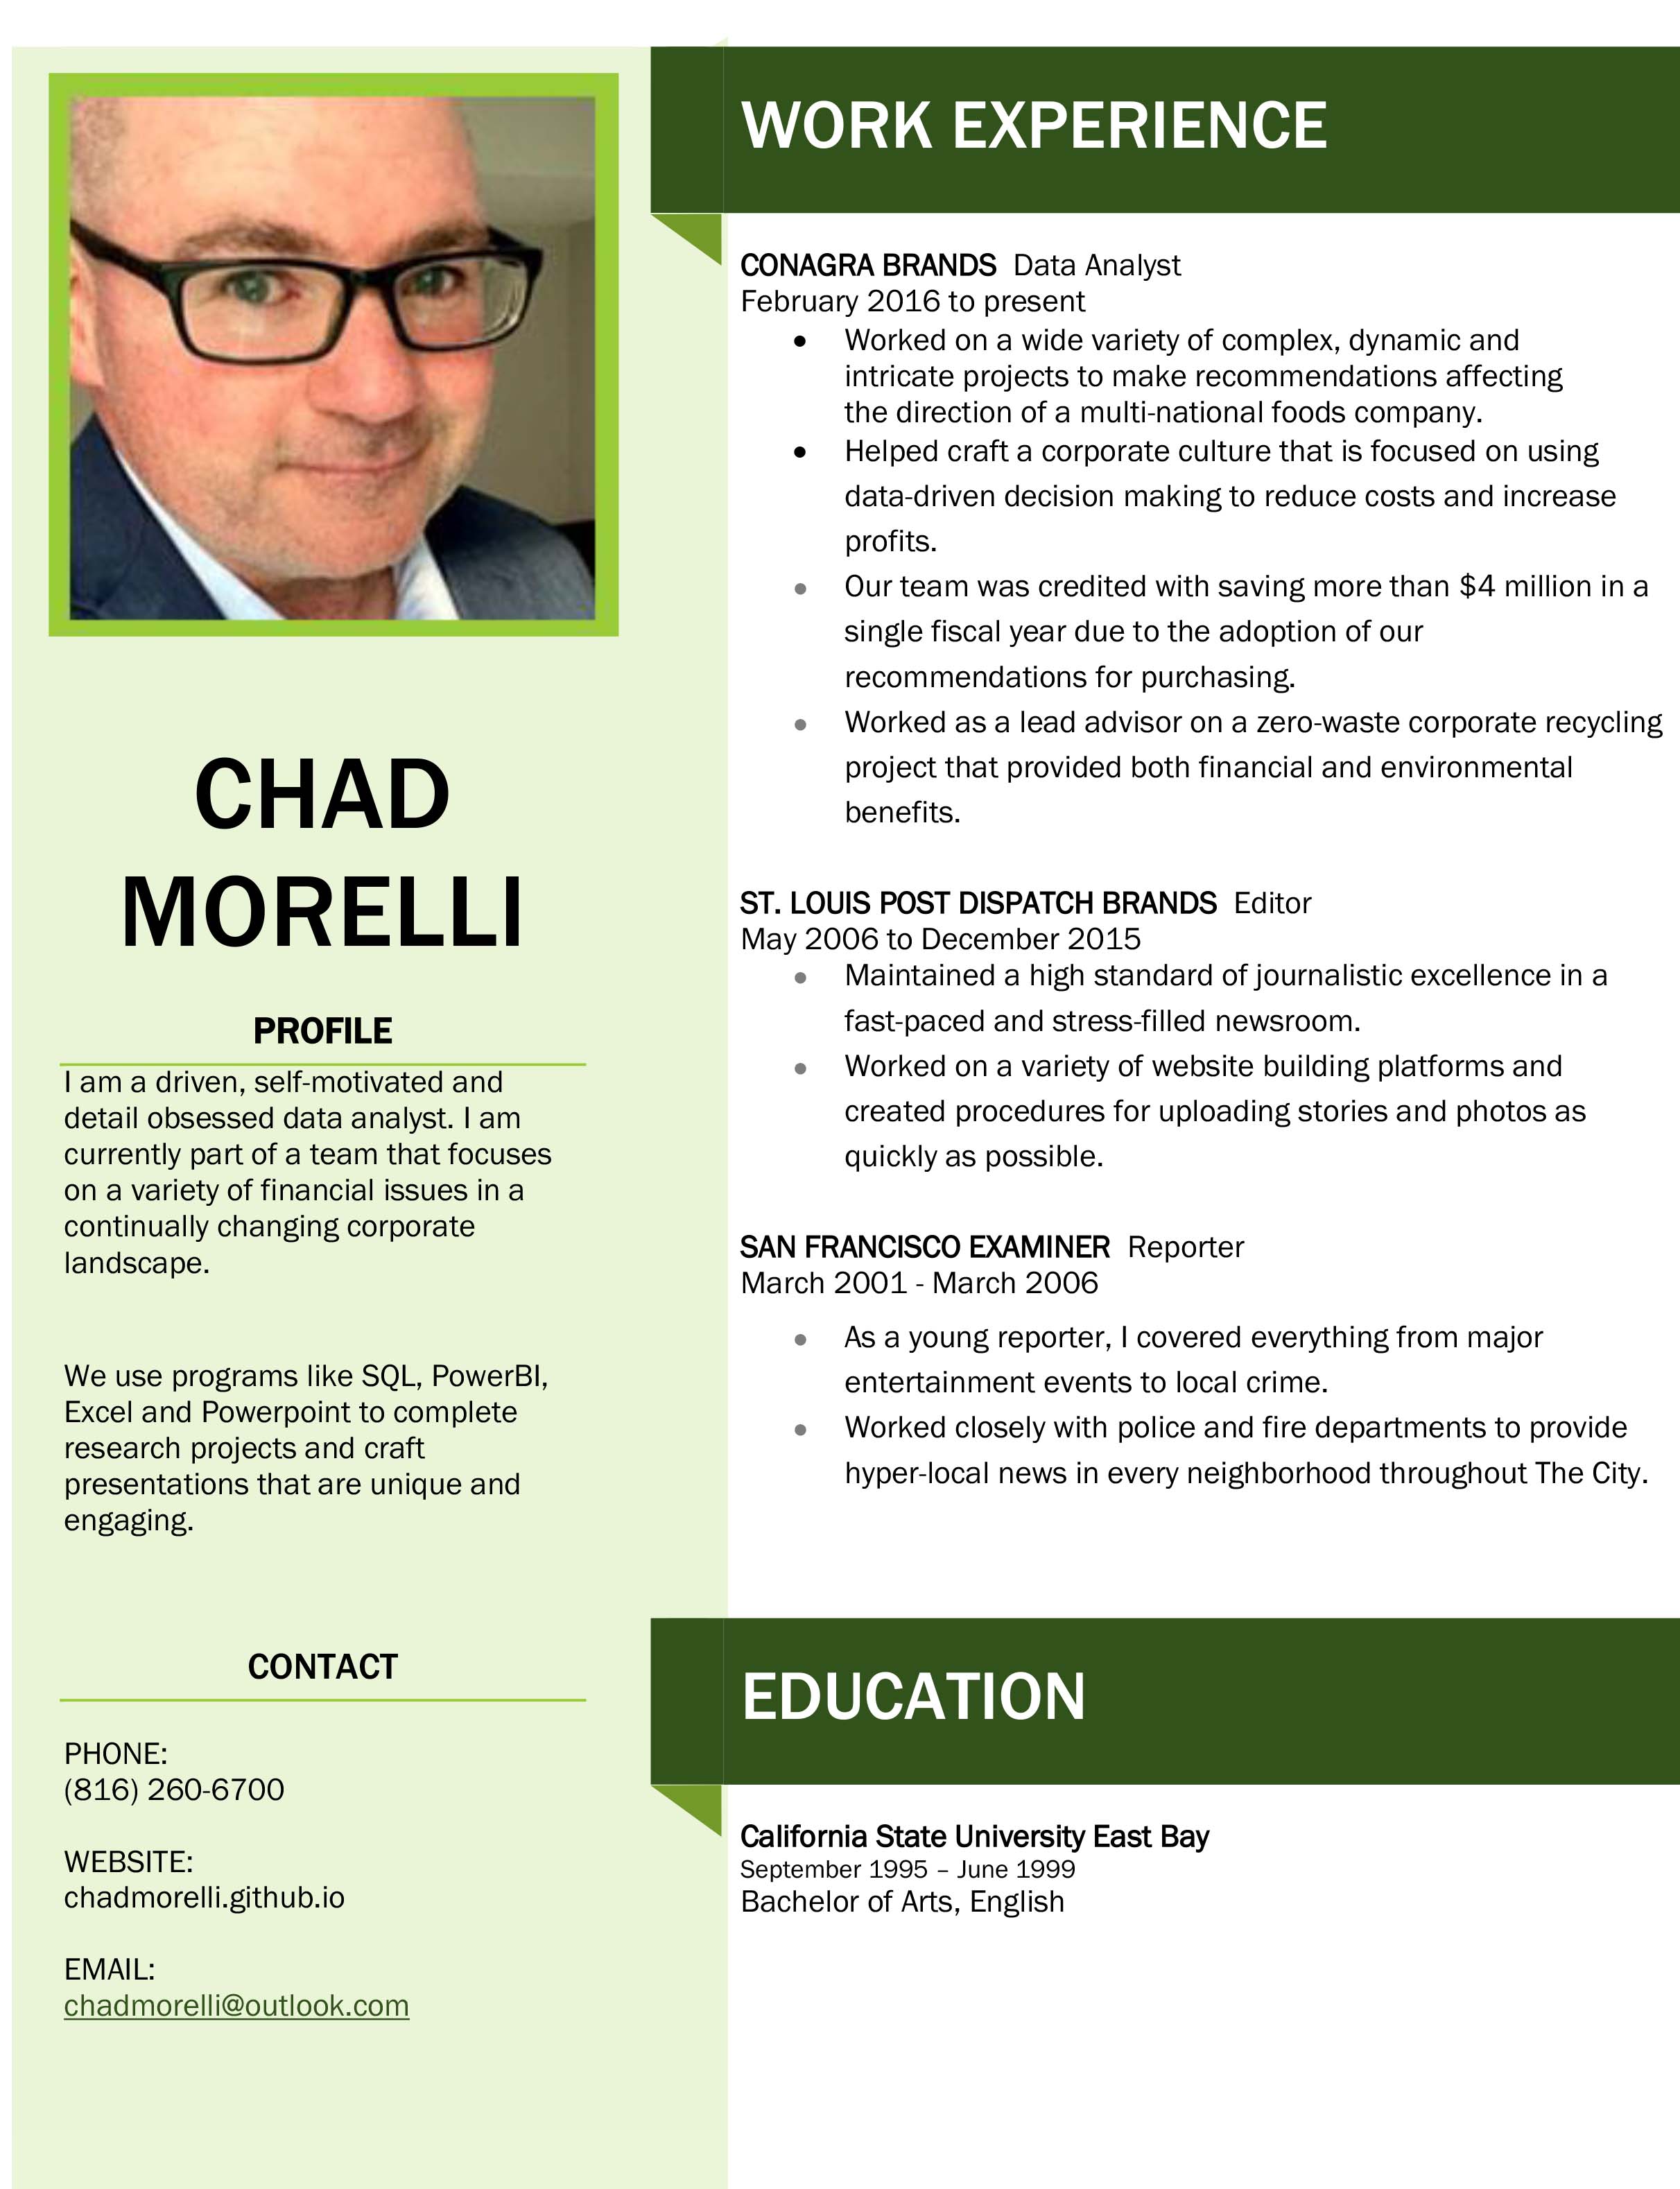 CHAD
MORELLI
PROFILE
I am a driven, self-motivated and
detail obsessed data analyst. I am
currently part of a team that focuses
on a variety of financial issues in a
continually changing corporate
landscape.
We use programs like SQL, PowerBI,
Excel and Powerpoint to complete
research projects and craft
presentations that are unique and
engaging.
CONTACT
PHONE:
(816) 260-6700
WEBSITE:
chadmorelli.github.io
EMAIL:
chadmorelli@outlook.com
WORK EXPERIENCE
CONAGRA BRANDS Data Analyst
February 2016 to present
• Worked on a wide variety of complex, dynamic and
intricate projects to make recommendations affecting
the direction of a multi-national foods company.
• Helped craft a corporate culture that is focused on using
data-driven decision making to reduce costs and increase
profits.
• Our team was credited with saving more than $4 million in a
single fiscal year due to the adoption of our
recommendations for purchasing.
• Worked as a lead advisor on a zero-waste corporate recycling
project that provided both financial and environmental
benefits.
ST. LOUIS POST DISPATCH BRANDS Editor
May 2006 to December 2015
• Maintained a high standard of journalistic excellence in a
fast-paced and stress-filled newsroom.
• Worked on a variety of website building platforms and
created procedures for uploading stories and photos as
quickly as possible.
SAN FRANCISCO EXAMINER Reporter
March 2001 - March 2006
• As a young reporter, I covered everything from major
entertainment events to local crime.
• Worked closely with police and fire departments to provide
hyper-local news in every neighborhood throughout The City.
EDUCATION
California State University East Bay
September 1995 – June 1999
Bachelor of Arts, English